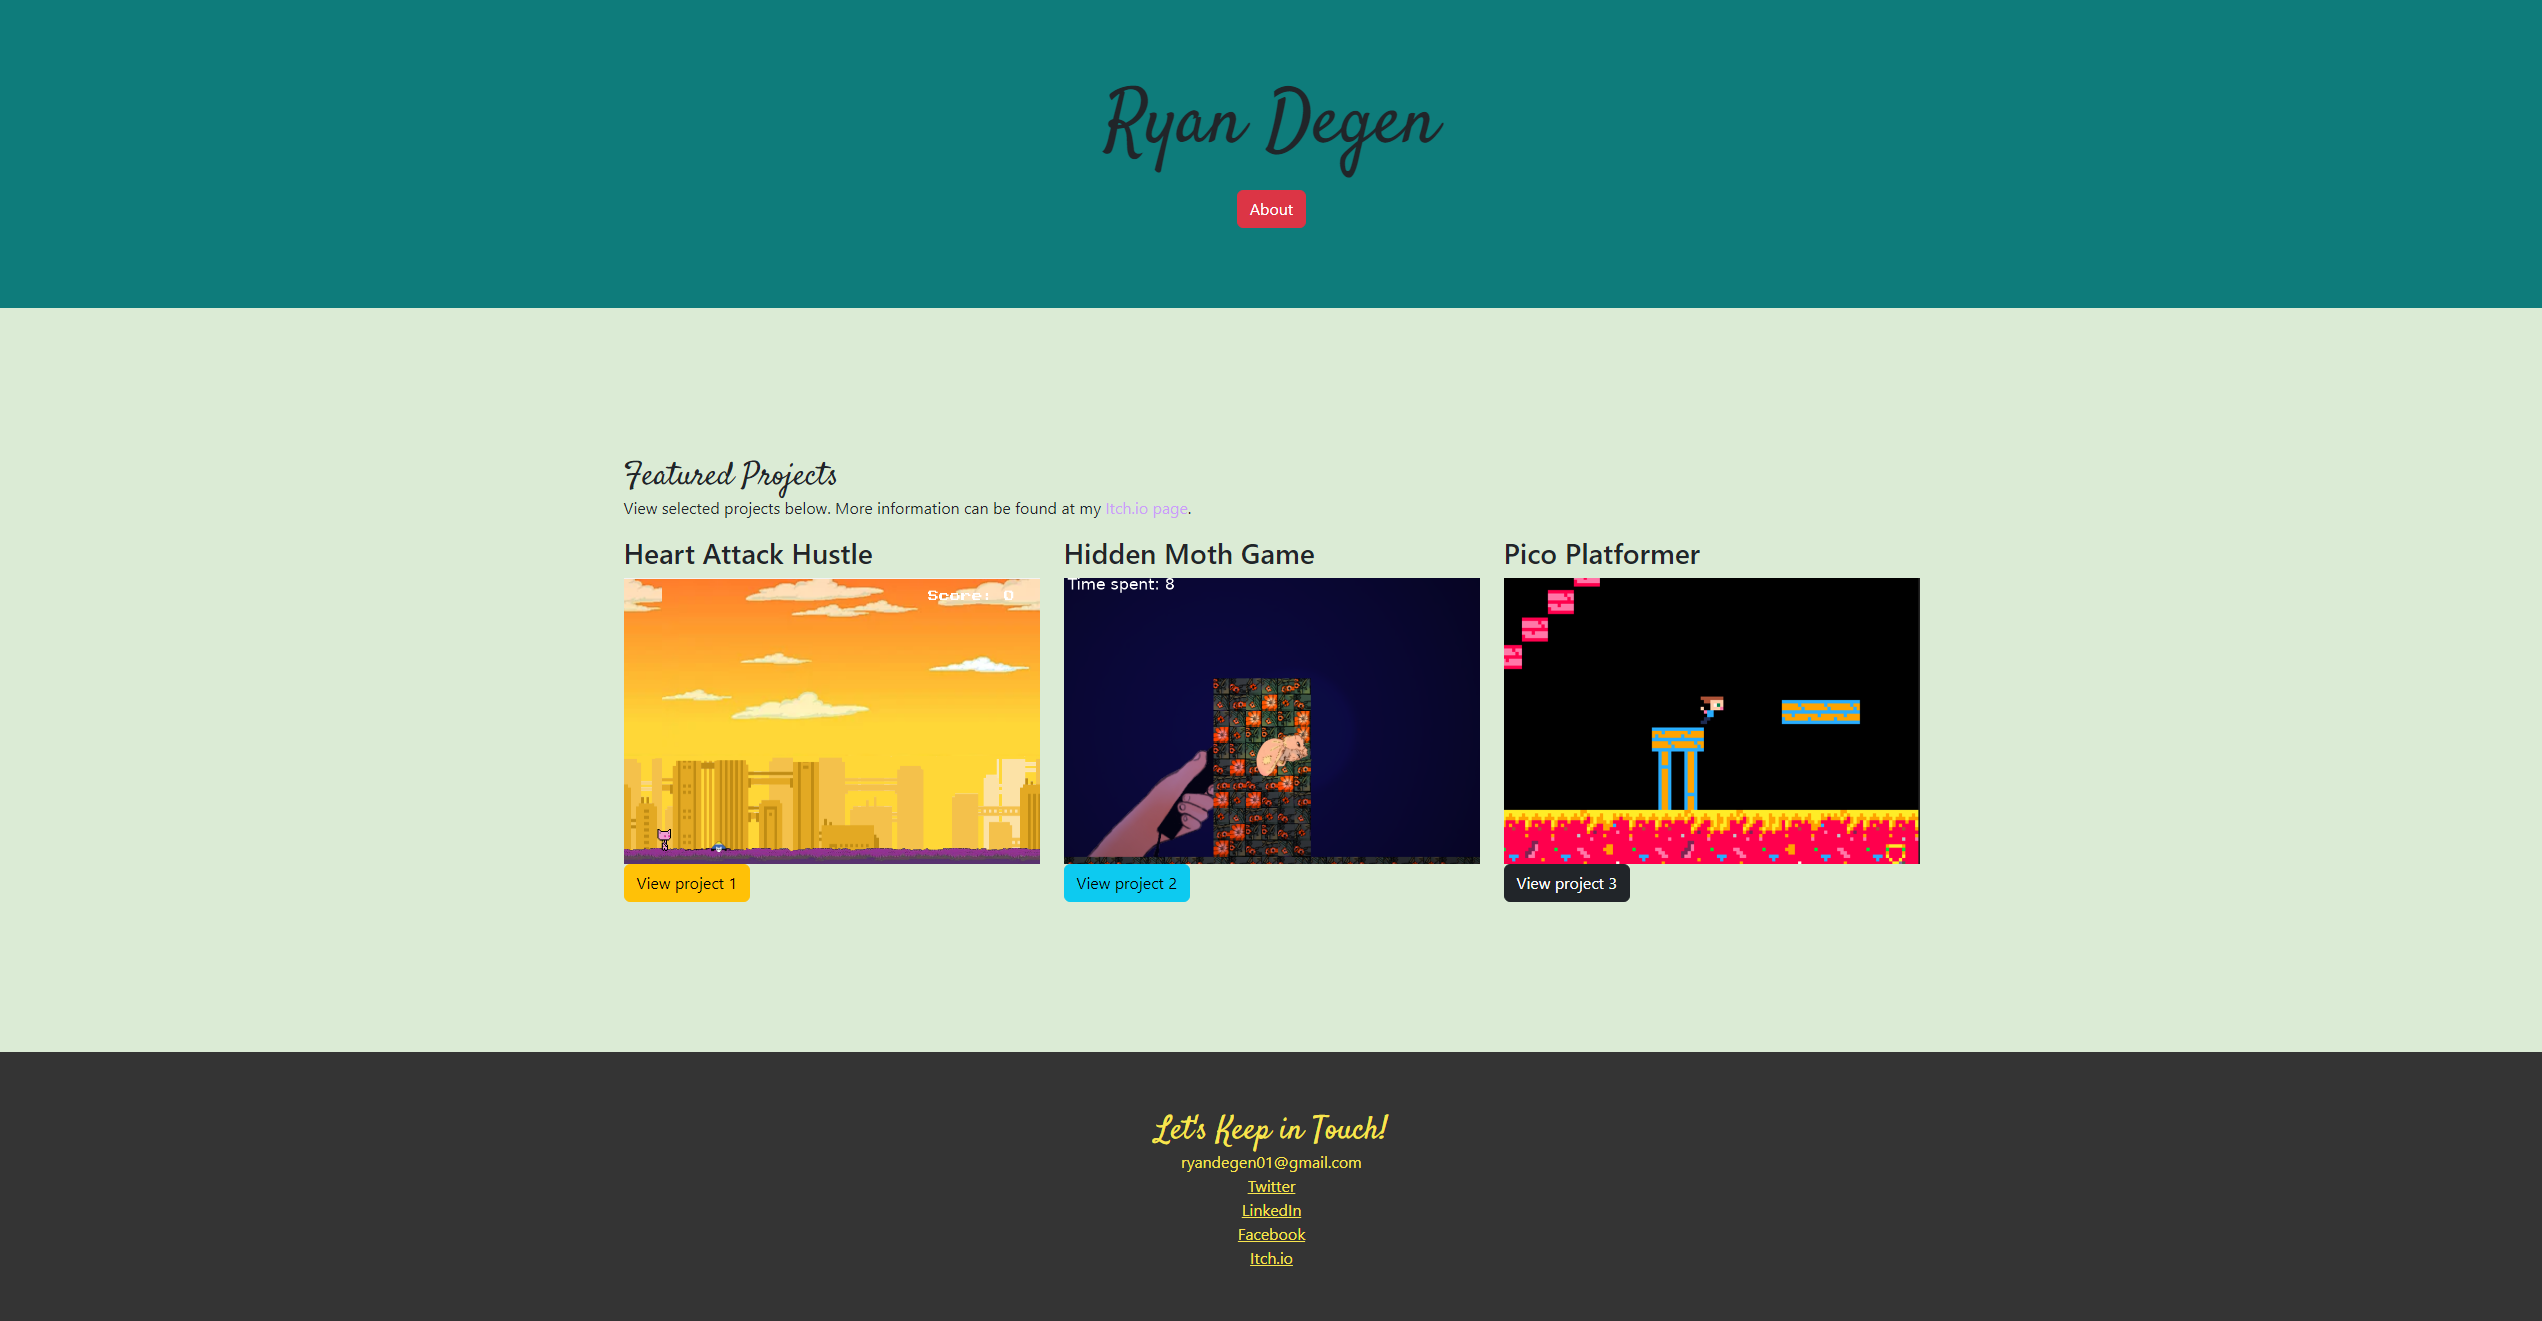 Ryan Degen
About
Featured Projects
View selected projects below. More information can be found at my Itch.io page.
Heart Attack Hustle
Hidden Moth Game
Pico Platformer
Score: 0
Time spent: 8
View project 1
View project 2
View project 3
Let's Keep in Touch!
ryandegen01@gmail.com
Twitter
LinkedIn
Facebook
Itch.io